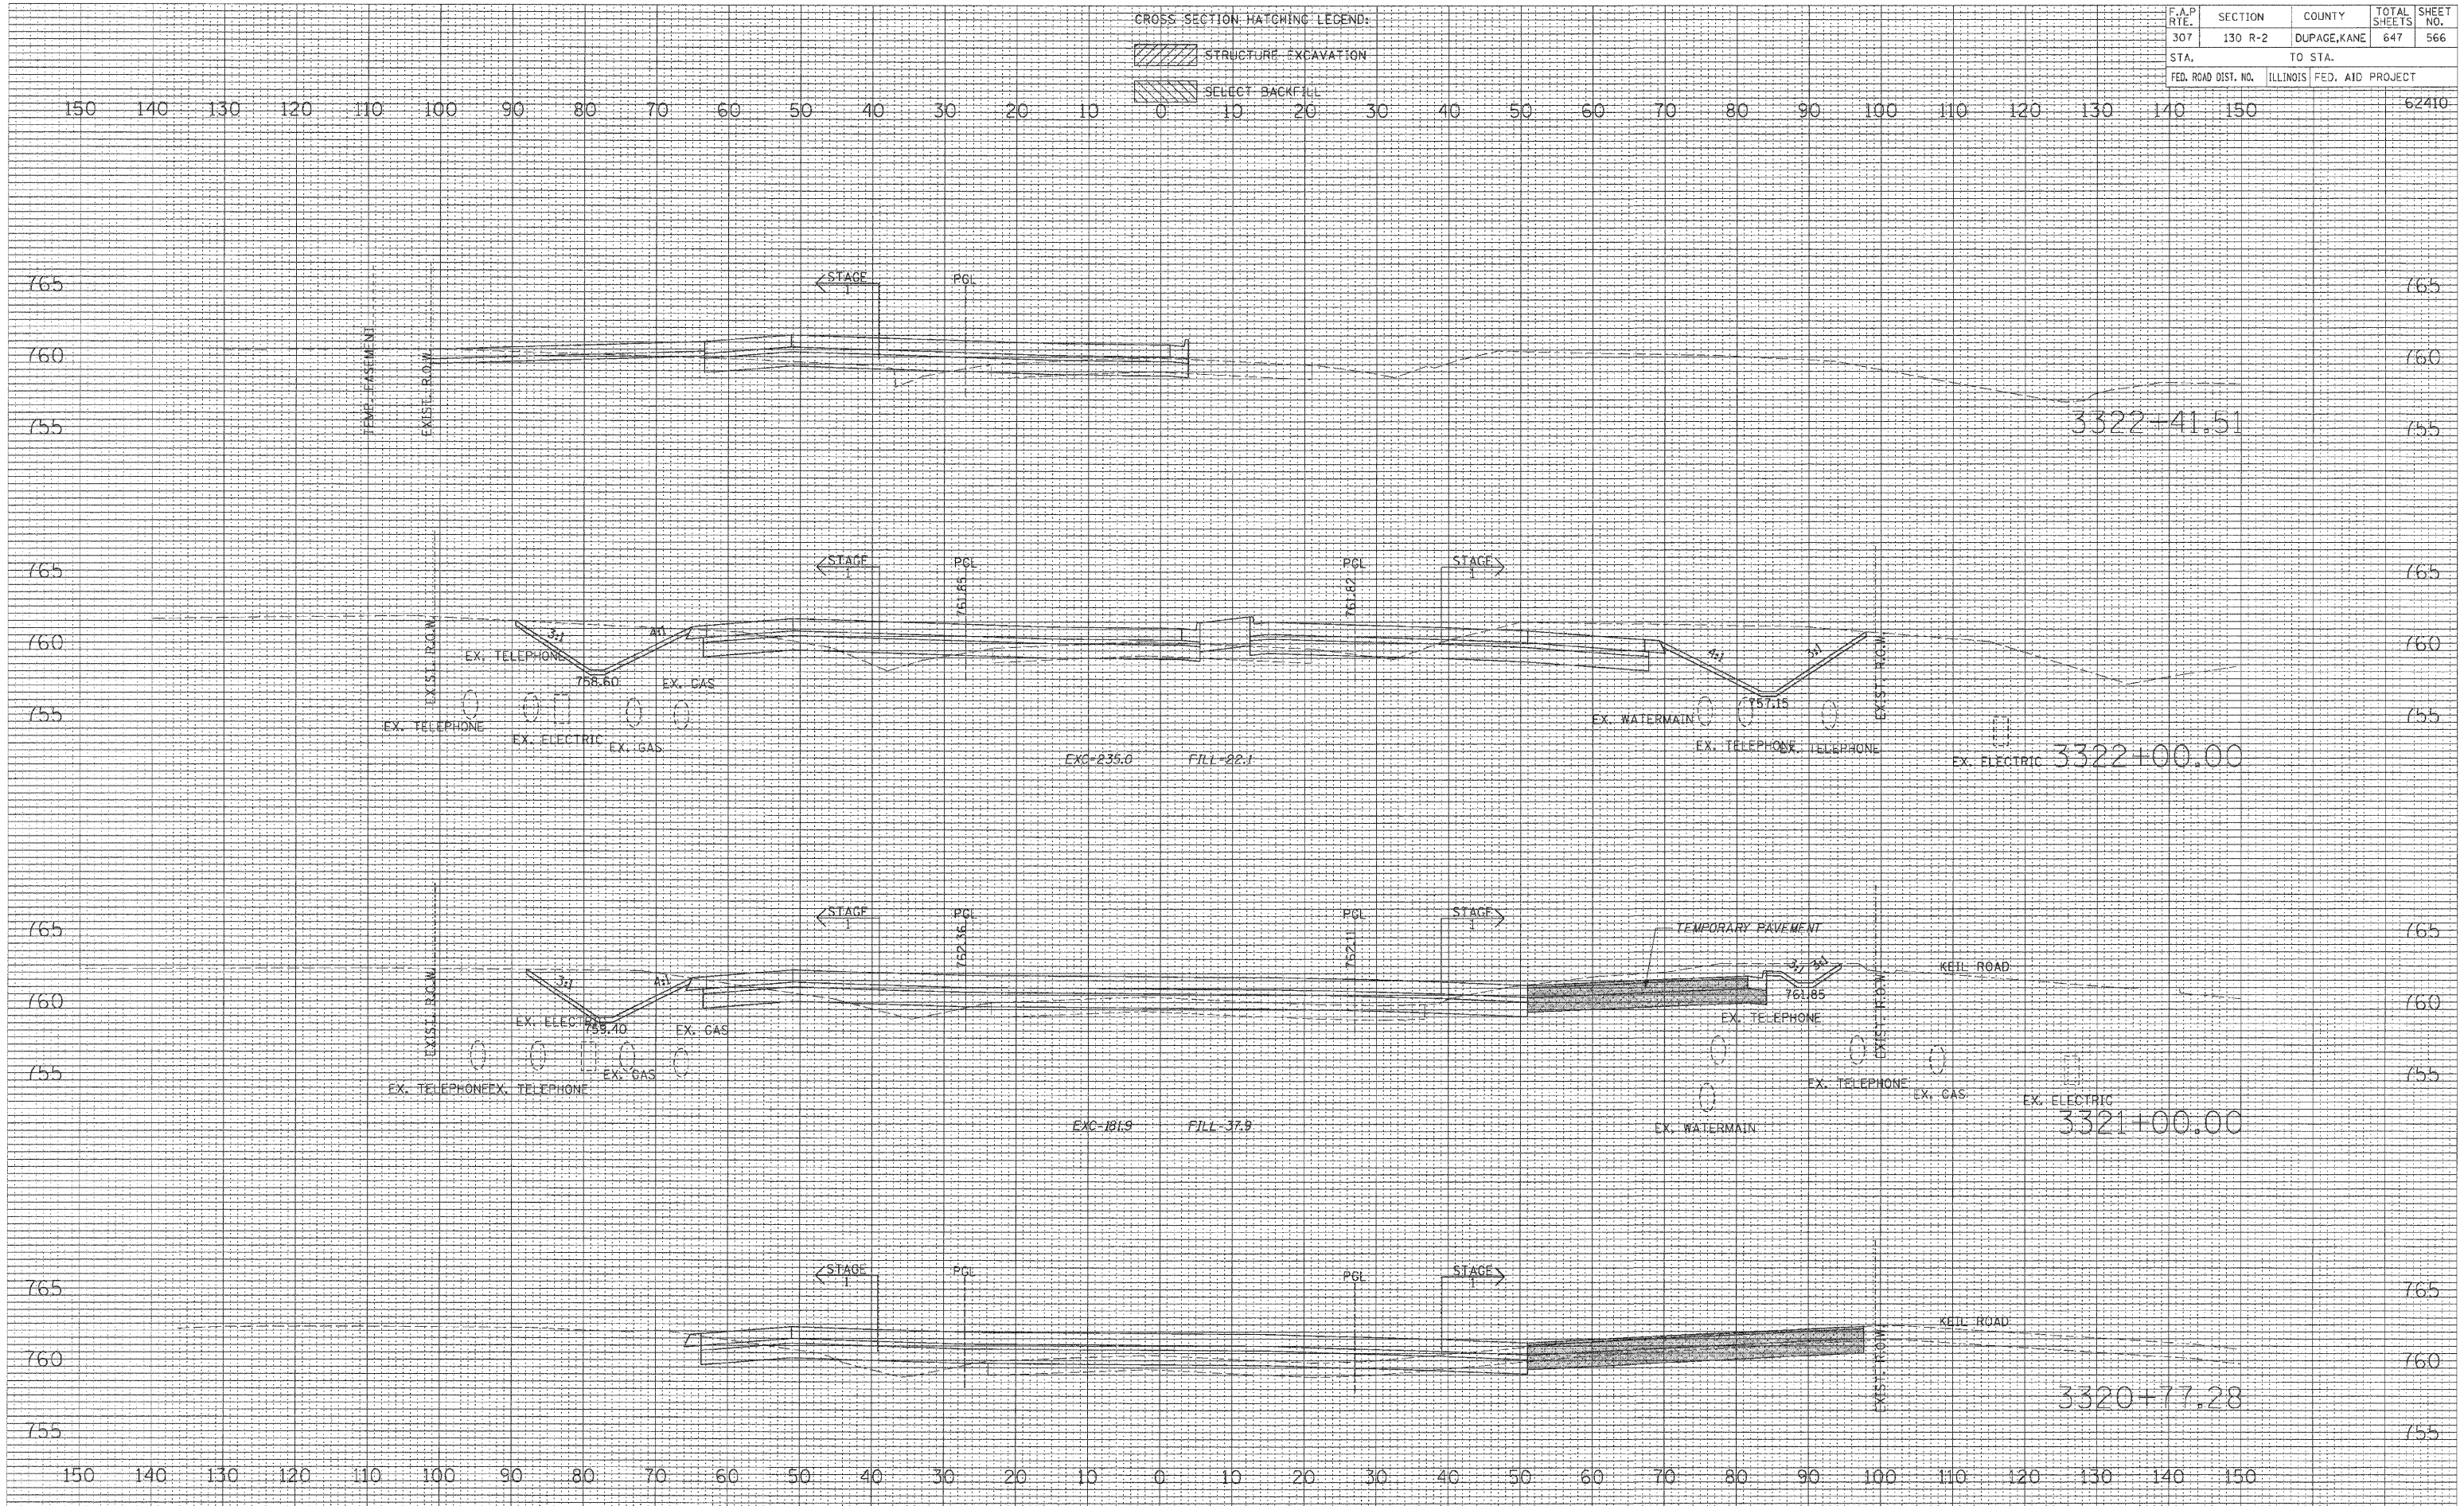 CROSS SECTION HATCHING LEGEND:
STRUCTURE EXCAVATION
SELECT BACKFILL
F.A.P RTE. SECTION COUNTY TOTAL SHEETS SHEET NO.
307 130 R-2 DUPAGE,KANE 647 566
STA. TO STA.
FED. ROAD DIST. NO. ILLINOIS FED. AID PROJECT
62410
150 140 130 120 110 100 90 80 70 60 50 40 30 20 10 0 10 20 30 40 50 60 70 80 90 100 110 120 130 140 150
765 STAGE 1 PGL 765
760 TEMP. EASEMENT EXIST. R.O.W. 760
755 3322+41.51 755
765 STAGE 1 PGL 761.85 PGL 761.82 STAGE 1 765
760 EXIST. R.O.W. 3:1 4:1 4:1 3:1 EXIST. R.O.W. 760
EX. TELEPHONE
758.60 EX. GAS 757.15
755 EX. TELEPHONE EX. ELECTRIC EX. GAS EX. WATERMAIN EX. TELEPHONE EX. TELEPHONE 755
EXC=235.0 FILL=22.1 EX. ELECTRIC 3322+00.00
765 STAGE 1 PGL 762.36 PGL 762.11 STAGE 1 TEMPORARY PAVEMENT 765
760 EXIST. R.O.W. 3:1 4:1 3:1 3:1 761.85 EXIST. R.O.W. KEIL ROAD 760
EX. ELECTRIC 759.40 EX. GAS EX. TELEPHONE
755 EX. GAS 755
EX. TELEPHONE EX. TELEPHONE EX. TELEPHONE EX. GAS EX. ELECTRIC
EXC=181.9 FILL=37.9 EX. WATERMAIN 3321+00.00
765 STAGE 1 PGL PGL STAGE 1 765
760 EXIST. R.O.W. KEIL ROAD 760
3320+77.28
755 755
150 140 130 120 110 100 90 80 70 60 50 40 30 20 10 0 10 20 30 40 50 60 70 80 90 100 110 120 130 140 150